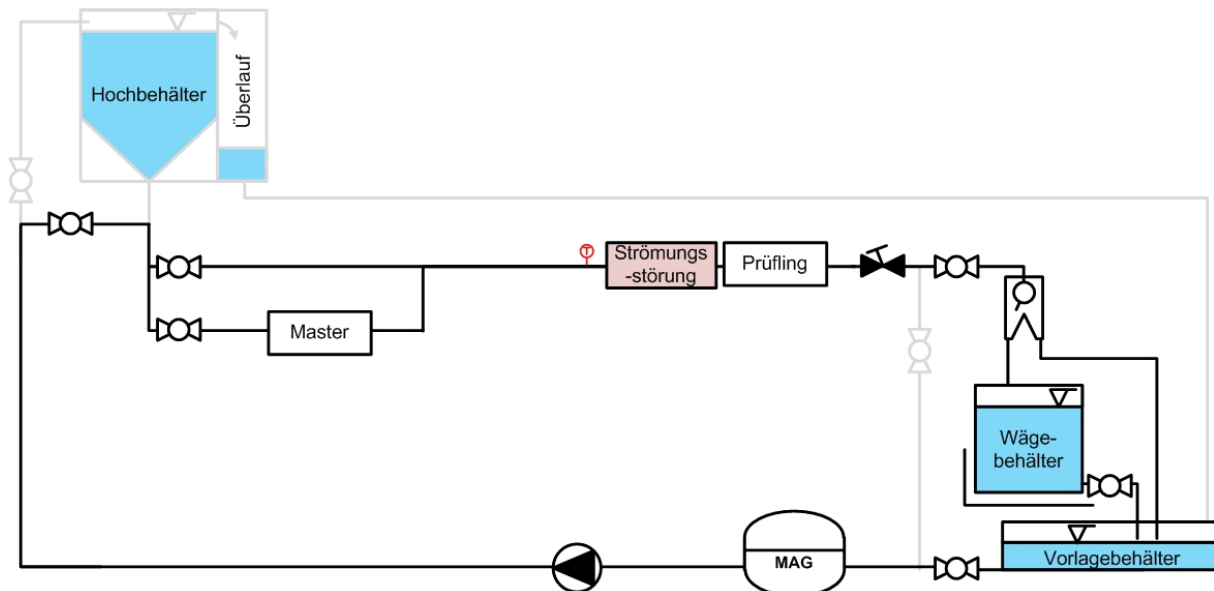 Hochbehälter
Überlauf
T
Strömungs
-störung
Prüfling
Master
Wäge-
behälter
MAG
Vorlagebehälter